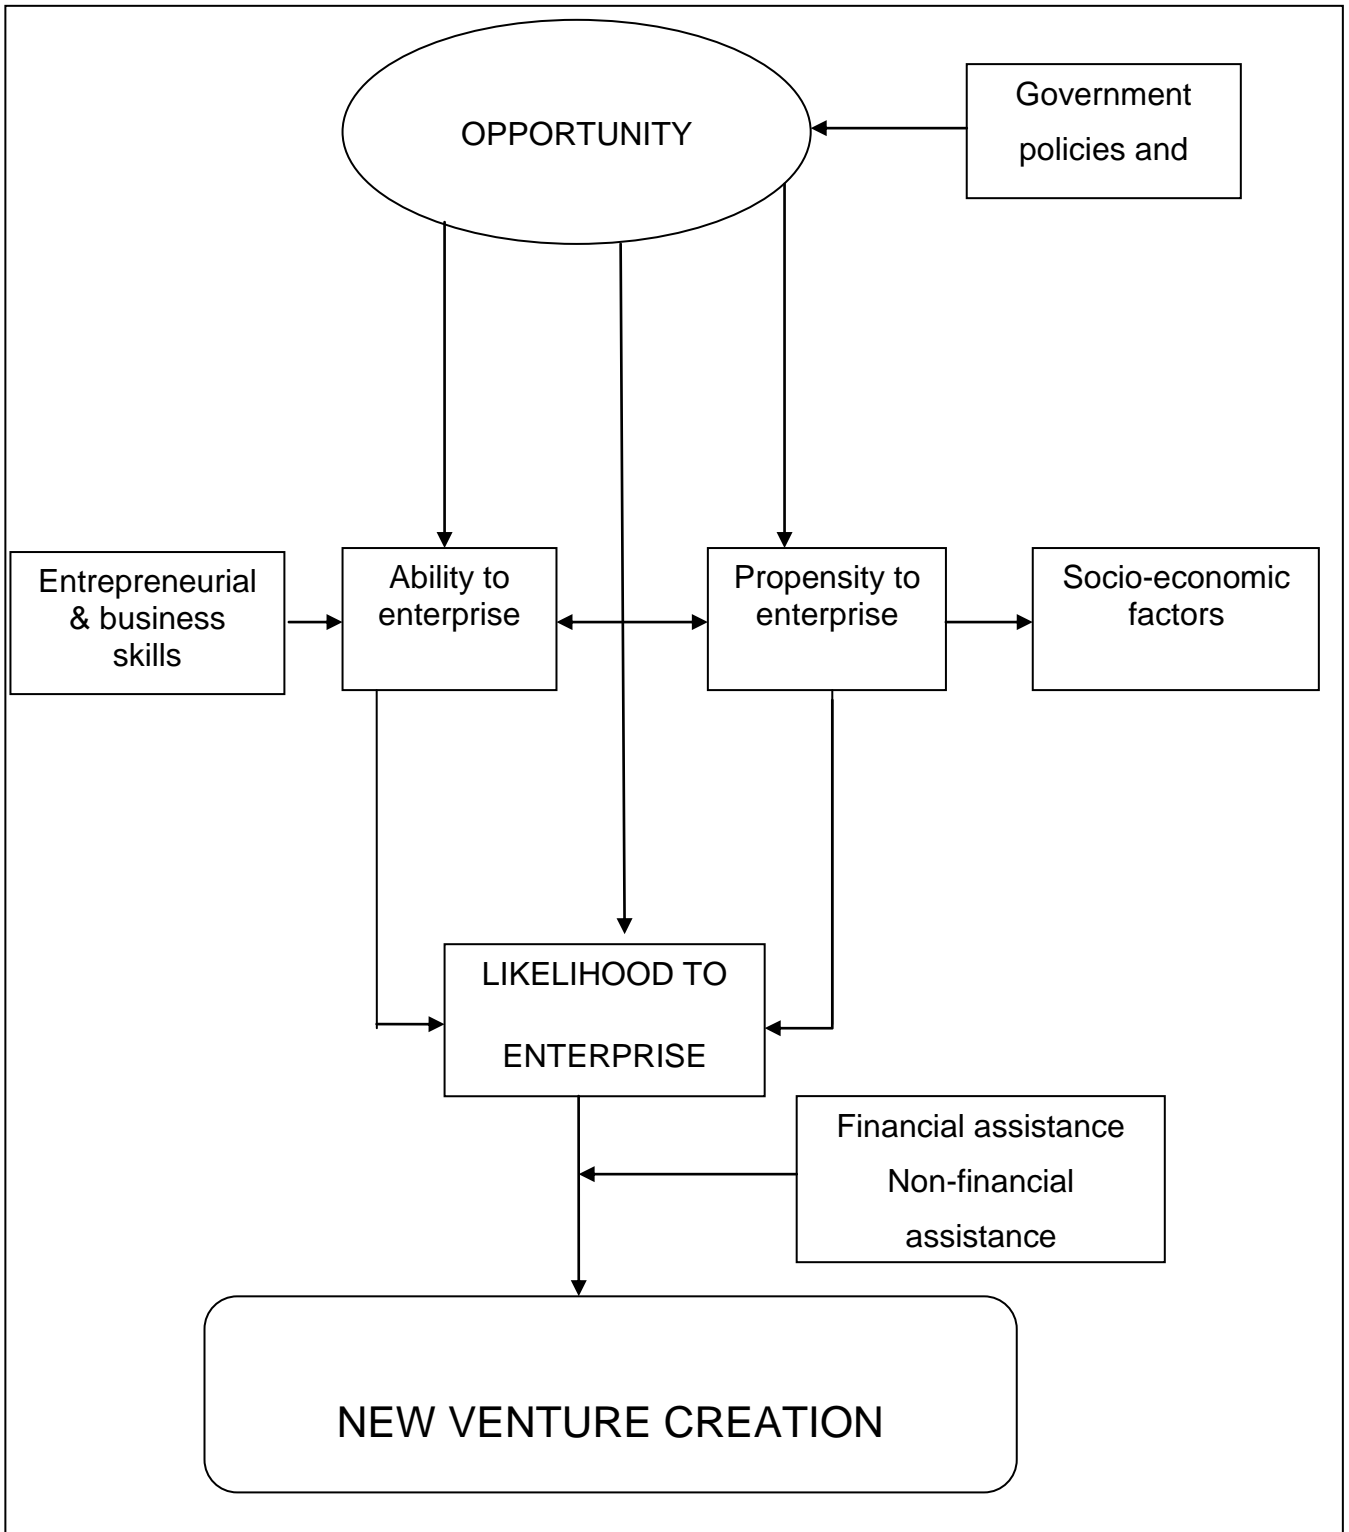 OPPORTUNITY
Government
policies and
Entrepreneurial
& business
skills
Ability to
enterprise
Propensity to
enterprise
Socio-economic
factors
LIKELIHOOD TO
ENTERPRISE
Financial assistance
Non-financial
assistance
NEW VENTURE CREATION